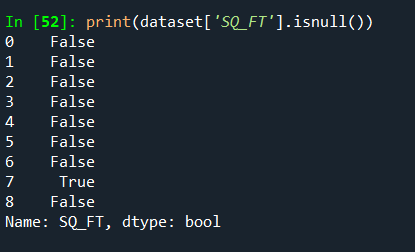 In [52]: print(dataset['SQ_FT'].isnull())
0    False
1    False
2    False
3    False
4    False
5    False
6    False
7     True
8    False
Name: SQ_FT, dtype: bool